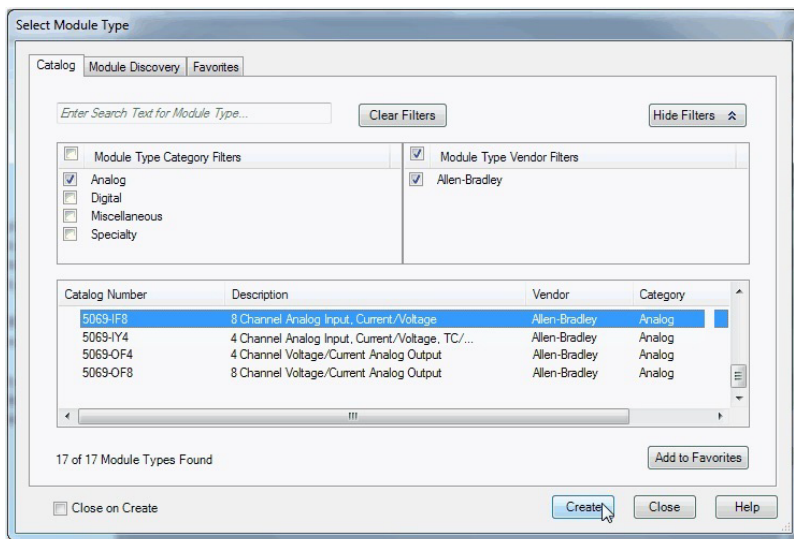 Select Module Type
Catalog Module Discovery Favorites
Enter Search Text for Module Type...
Clear Filters
Hide Filters
Module Type Category Filters
Analog
Digital
Miscellaneous
Specialty
Module Type Vendor Filters
Allen-Bradley
Catalog Number Description Vendor Category
5069-IF8 8 Channel Analog Input, Current/Voltage Allen-Bradley Analog
5069-IY4 4 Channel Analog Input, Current/Voltage, TC/... Allen-Bradley Analog
5069-OF4 4 Channel Voltage/Current Analog Output Allen-Bradley Analog
5069-OF8 8 Channel Voltage/Current Analog Output Allen-Bradley Analog
17 of 17 Module Types Found
Add to Favorites
Close on Create
Create
Close
Help